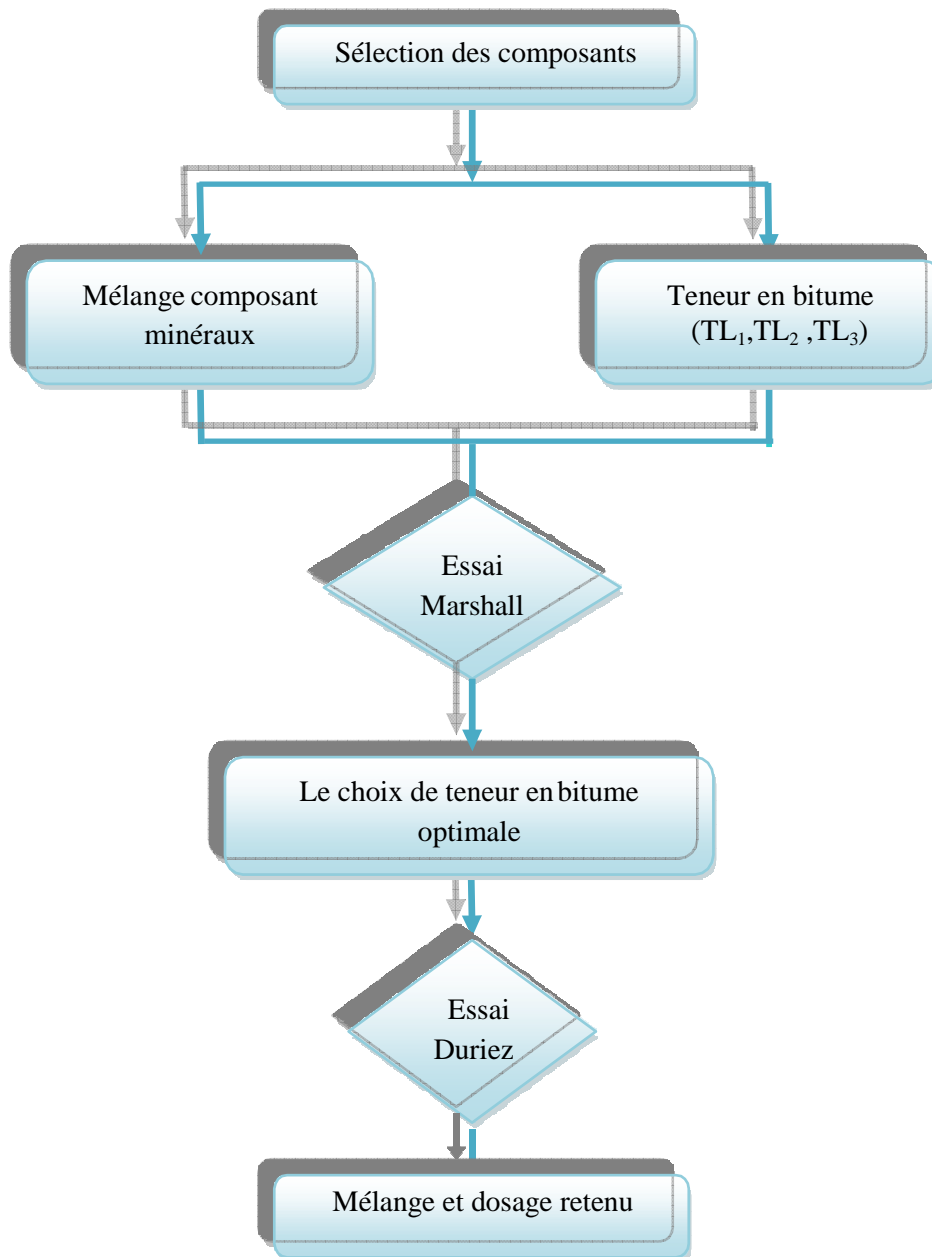 Sélection des composants
Mélange composant
minéraux
Teneur en bitume
(TL₁,TL₂ ,TL₃)
Essai
Marshall
Le choix de teneur en bitume
optimale
Essai
Duriez
Mélange et dosage retenu